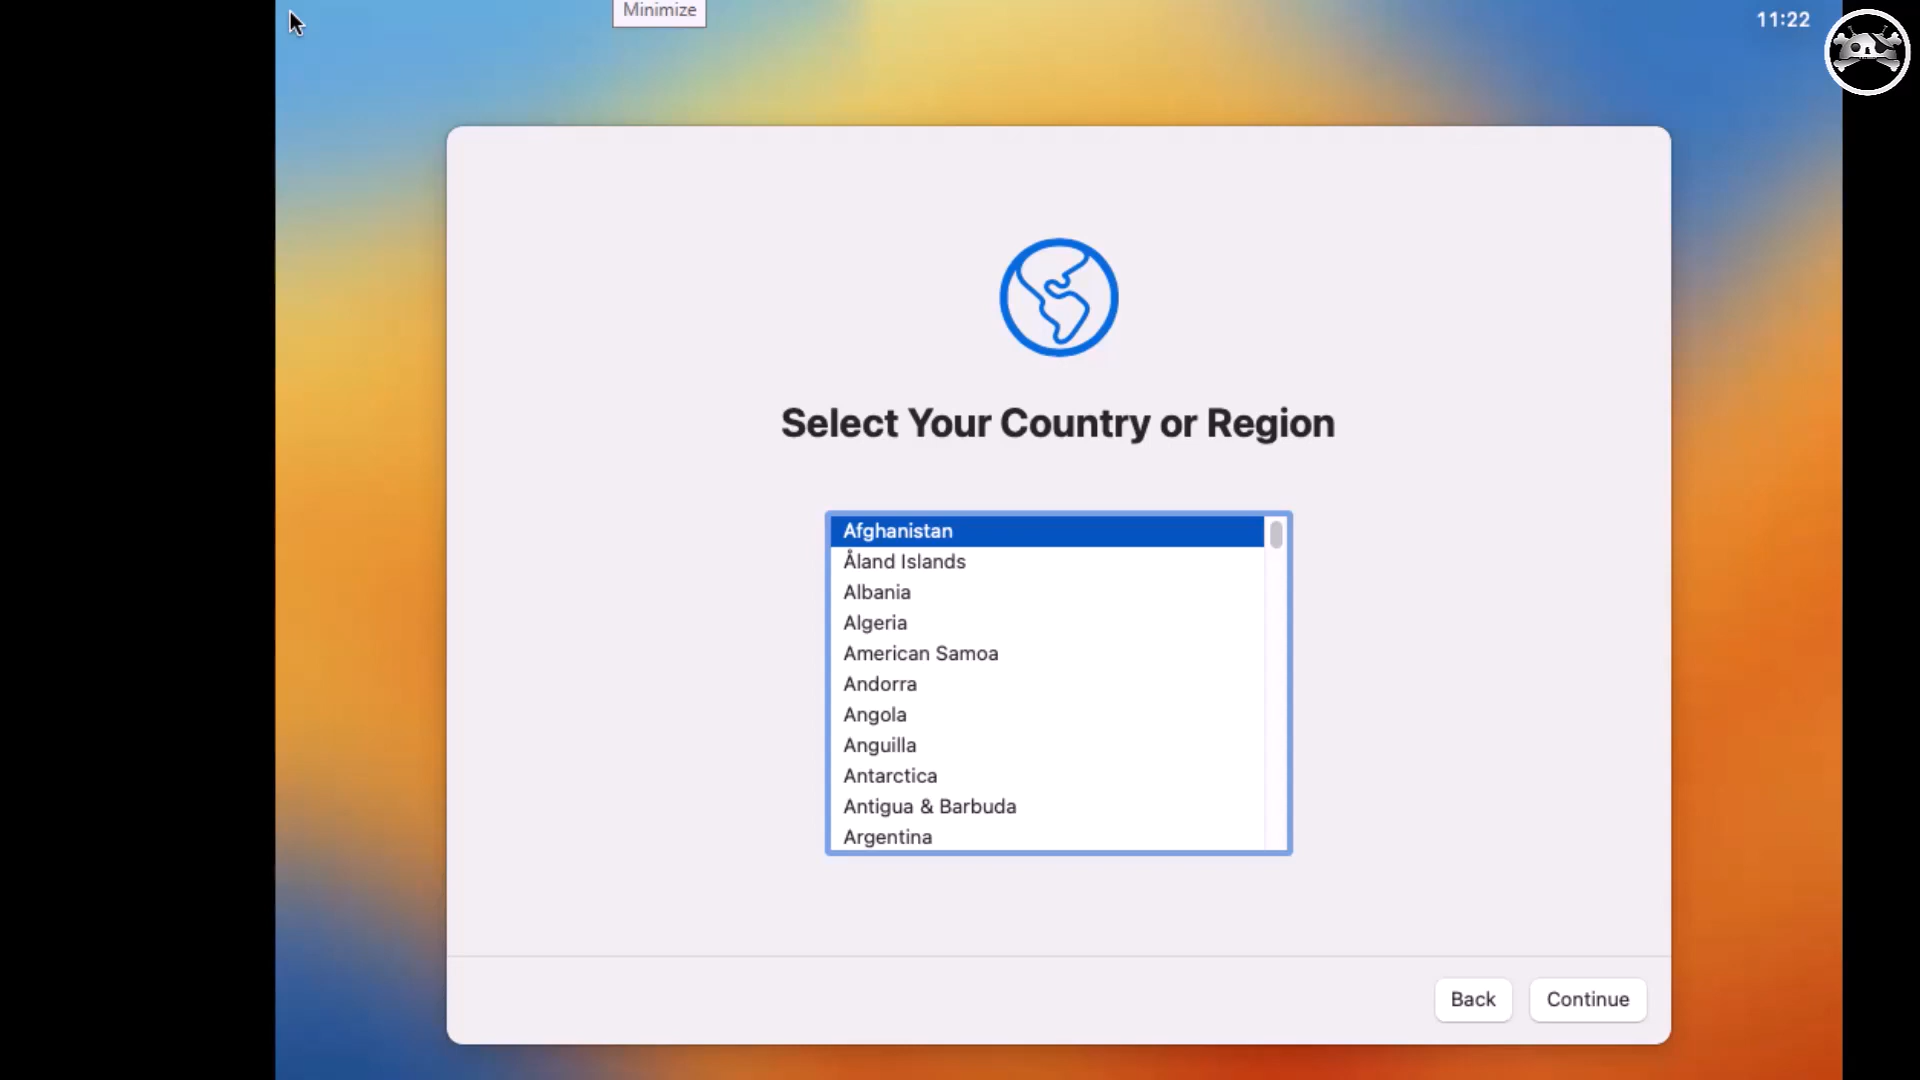 Minimize
11:22
Select Your Country or Region
Afghanistan
Åland Islands
Albania
Algeria
American Samoa
Andorra
Angola
Anguilla
Antarctica
Antigua & Barbuda
Argentina
Back
Continue